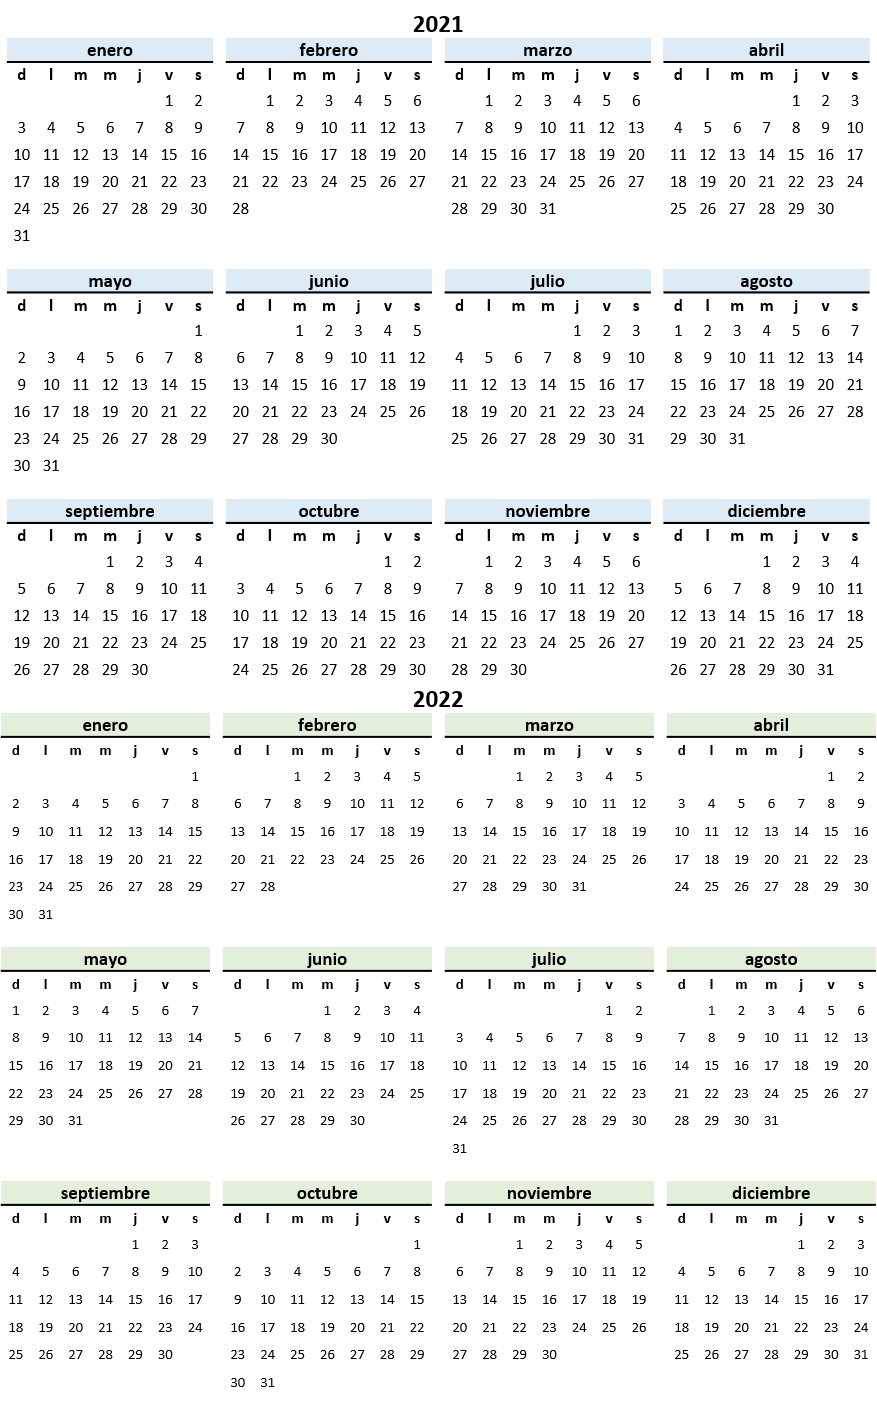 2021
enero febrero marzo abril
d l m m j v s d l m m j v s d l m m j v s d l m m j v s
1 2 1 2 3 4 5 6 1 2 3 4 5 6 1 2 3
3 4 5 6 7 8 9 7 8 9 10 11 12 13 7 8 9 10 11 12 13 4 5 6 7 8 9 10
10 11 12 13 14 15 16 14 15 16 17 18 19 20 14 15 16 17 18 19 20 11 12 13 14 15 16 17
17 18 19 20 21 22 23 21 22 23 24 25 26 27 21 22 23 24 25 26 27 18 19 20 21 22 23 24
24 25 26 27 28 29 30 28 28 29 30 31 25 26 27 28 29 30
31
mayo junio julio agosto
d l m m j v s d l m m j v s d l m m j v s d l m m j v s
1 1 2 3 4 5 1 2 3 1 2 3 4 5 6 7
2 3 4 5 6 7 8 6 7 8 9 10 11 12 4 5 6 7 8 9 10 8 9 10 11 12 13 14
9 10 11 12 13 14 15 13 14 15 16 17 18 19 11 12 13 14 15 16 17 15 16 17 18 19 20 21
16 17 18 19 20 21 22 20 21 22 23 24 25 26 18 19 20 21 22 23 24 22 23 24 25 26 27 28
23 24 25 26 27 28 29 27 28 29 30 25 26 27 28 29 30 31 29 30 31
30 31
septiembre octubre noviembre diciembre
d l m m j v s d l m m j v s d l m m j v s d l m m j v s
1 2 3 4 1 2 1 2 3 4 5 6 1 2 3 4
5 6 7 8 9 10 11 3 4 5 6 7 8 9 7 8 9 10 11 12 13 5 6 7 8 9 10 11
12 13 14 15 16 17 18 10 11 12 13 14 15 16 14 15 16 17 18 19 20 12 13 14 15 16 17 18
19 20 21 22 23 24 25 17 18 19 20 21 22 23 21 22 23 24 25 26 27 19 20 21 22 23 24 25
26 27 28 29 30 24 25 26 27 28 29 30 28 29 30 26 27 28 29 30 31
2022
enero febrero marzo abril
d l m m j v s d l m m j v s d l m m j v s d l m m j v s
1 1 2 3 4 5 1 2 3 4 5 1 2
2 3 4 5 6 7 8 6 7 8 9 10 11 12 6 7 8 9 10 11 12 3 4 5 6 7 8 9
9 10 11 12 13 14 15 13 14 15 16 17 18 19 13 14 15 16 17 18 19 10 11 12 13 14 15 16
16 17 18 19 20 21 22 20 21 22 23 24 25 26 20 21 22 23 24 25 26 17 18 19 20 21 22 23
23 24 25 26 27 28 29 27 28 27 28 29 30 31 24 25 26 27 28 29 30
30 31
mayo junio julio agosto
d l m m j v s d l m m j v s d l m m j v s d l m m j v s
1 2 3 4 5 6 7 1 2 3 4 1 2 1 2 3 4 5 6
8 9 10 11 12 13 14 5 6 7 8 9 10 11 3 4 5 6 7 8 9 7 8 9 10 11 12 13
15 16 17 18 19 20 21 12 13 14 15 16 17 18 10 11 12 13 14 15 16 14 15 16 17 18 19 20
22 23 24 25 26 27 28 19 20 21 22 23 24 25 17 18 19 20 21 22 23 21 22 23 24 25 26 27
29 30 31 26 27 28 29 30 24 25 26 27 28 29 30 28 29 30 31
31
septiembre octubre noviembre diciembre
d l m m j v s d l m m j v s d l m m j v s d l m m j v s
1 2 3 1 1 2 3 4 5 1 2 3
4 5 6 7 8 9 10 2 3 4 5 6 7 8 6 7 8 9 10 11 12 4 5 6 7 8 9 10
11 12 13 14 15 16 17 9 10 11 12 13 14 15 13 14 15 16 17 18 19 11 12 13 14 15 16 17
18 19 20 21 22 23 24 16 17 18 19 20 21 22 20 21 22 23 24 25 26 18 19 20 21 22 23 24
25 26 27 28 29 30 23 24 25 26 27 28 29 27 28 29 30 25 26 27 28 29 30 31
30 31